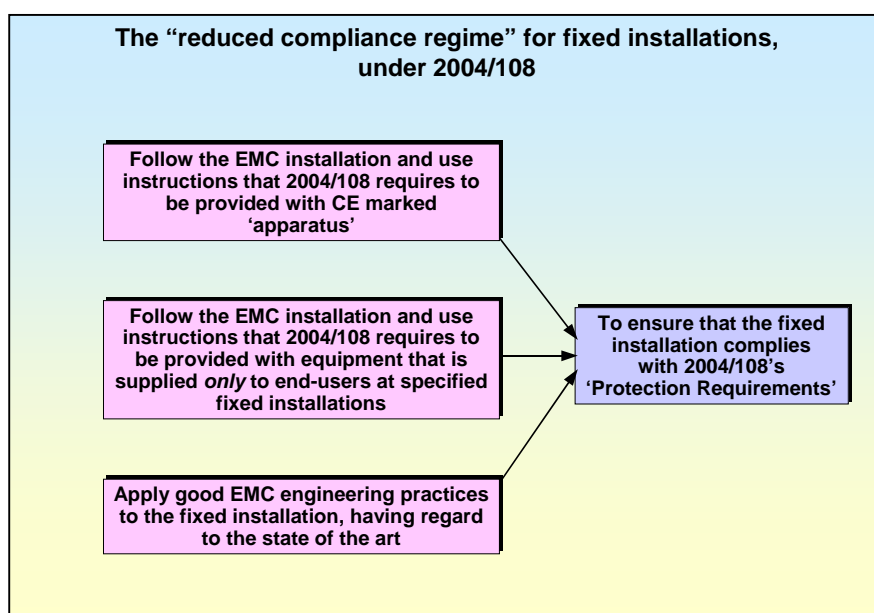 The “reduced compliance regime” for fixed installations,
under 2004/108
Follow the EMC installation and use
instructions that 2004/108 requires to
be provided with CE marked
‘apparatus’
Follow the EMC installation and use
instructions that 2004/108 requires to
be provided with equipment that is
supplied only to end-users at specified
fixed installations
Apply good EMC engineering practices
to the fixed installation, having regard
to the state of the art
To ensure that the fixed
installation complies
with 2004/108’s
‘Protection Requirements’